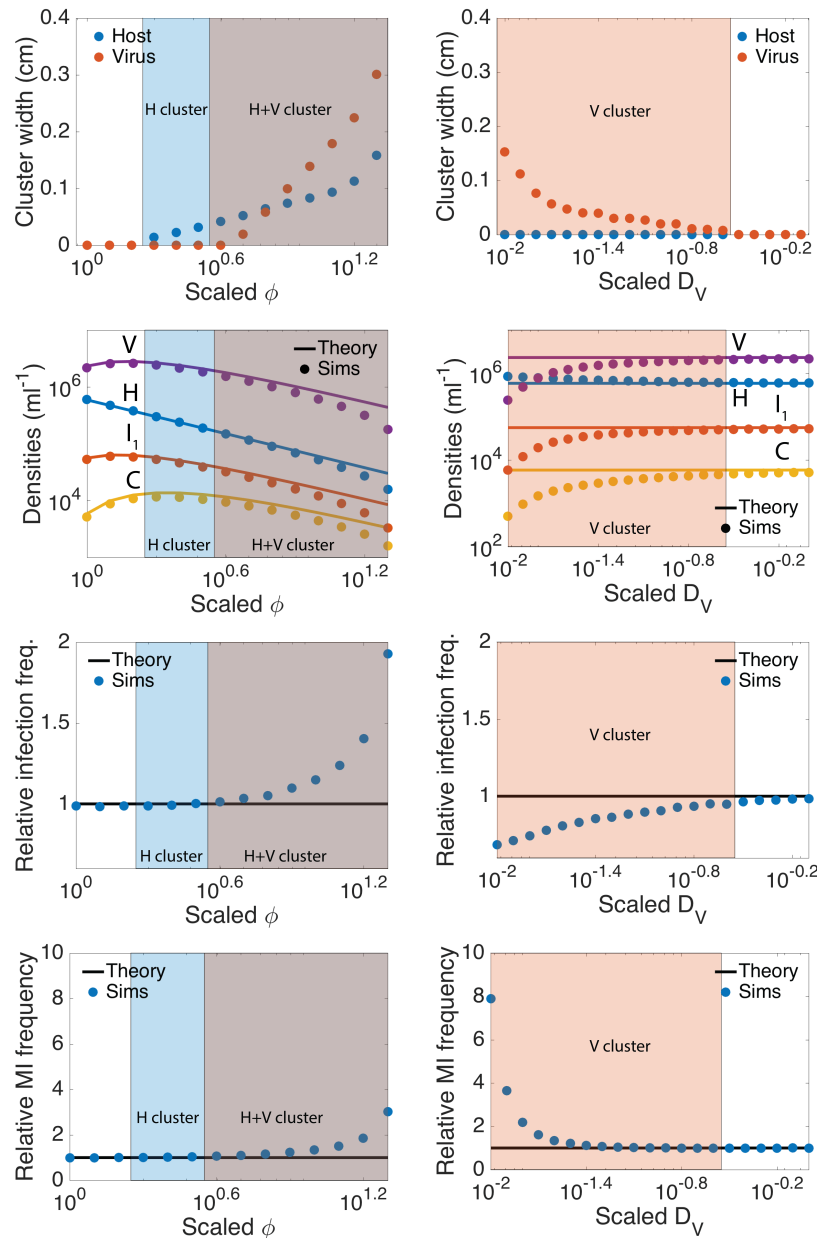 Cluster width (cm)
0.4
0.3
0.2
0.1
0
Host
Virus
H cluster
H+V cluster
10^0
10^0.6
10^1.2
Scaled ϕ
Cluster width (cm)
0.4
0.3
0.2
0.1
0
Host
Virus
V cluster
10^-2
10^-1.4
10^-0.8
10^-0.2
Scaled D_V
Densities (ml^-1)
10^6
10^4
V
H
I_1
C
Theory
Sims
H cluster
H+V cluster
10^0
10^0.6
10^1.2
Scaled ϕ
Densities (ml^-1)
10^6
10^4
10^2
V
H
I_1
C
Theory
Sims
V cluster
10^-2
10^-1.4
10^-0.8
10^-0.2
Scaled D_V
Relative infection freq.
2
1.5
1
Theory
Sims
H cluster
H+V cluster
10^0
10^0.6
10^1.2
Scaled ϕ
Relative infection freq.
2
1.5
1
Theory
Sims
V cluster
10^-2
10^-1.4
10^-0.8
10^-0.2
Scaled D_V
Relative MI frequency
10
8
6
4
2
0
Theory
Sims
H cluster
H+V cluster
10^0
10^0.6
10^1.2
Scaled ϕ
Relative MI frequency
10
8
6
4
2
0
Theory
Sims
V cluster
10^-2
10^-1.4
10^-0.8
10^-0.2
Scaled D_V